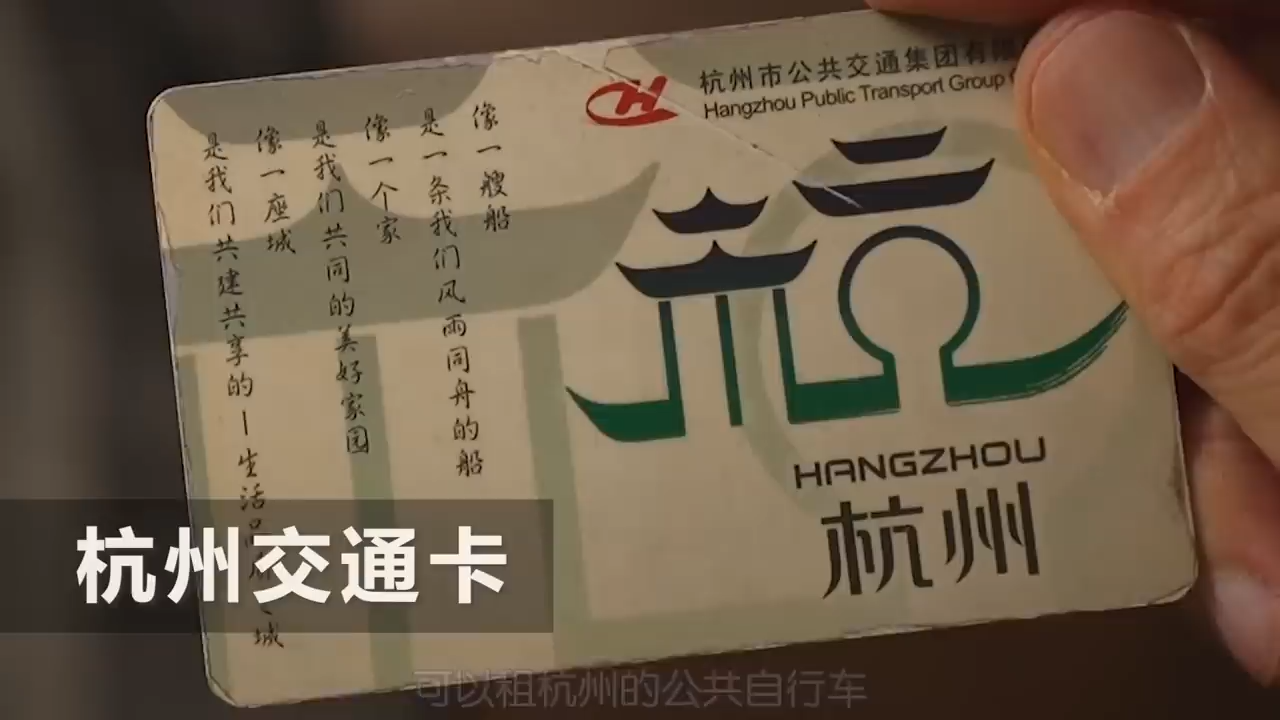 杭州市公共交通集团有限
Hangzhou Public Transport Group
像一艘船
是一条我们风雨同舟的船
像一个家
是我们共同的美好家园
像一座城
是我们共建共享的—生活品
城
HANGZHOU
杭州
杭州交通卡
可以租杭州的公共自行车